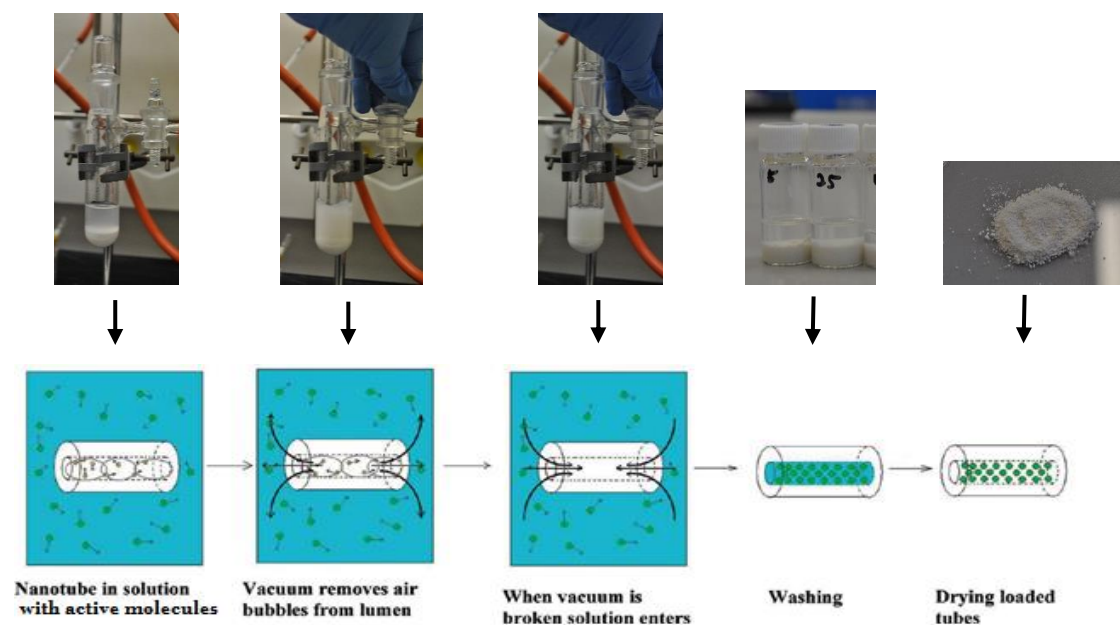 5
25
Nanotube in solution
with active molecules
Vacuum removes air
bubbles from lumen
When vacuum is
broken solution enters
Washing
Drying loaded
tubes